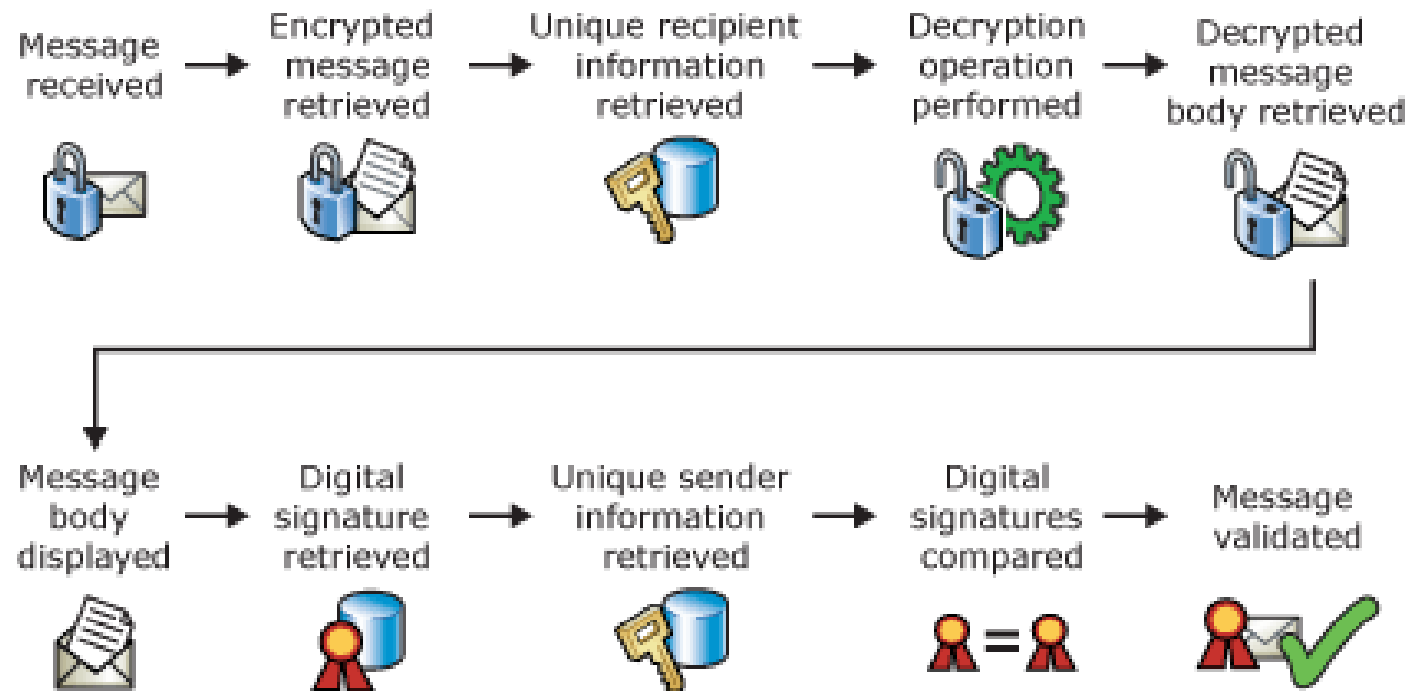 Message
received
Encrypted
message
retrieved
Unique recipient
information
retrieved
Decryption
operation
performed
Decrypted
message
body retrieved
Message
body
displayed
Digital
signature
retrieved
Unique sender
information
retrieved
Digital
signatures
compared
Message
validated